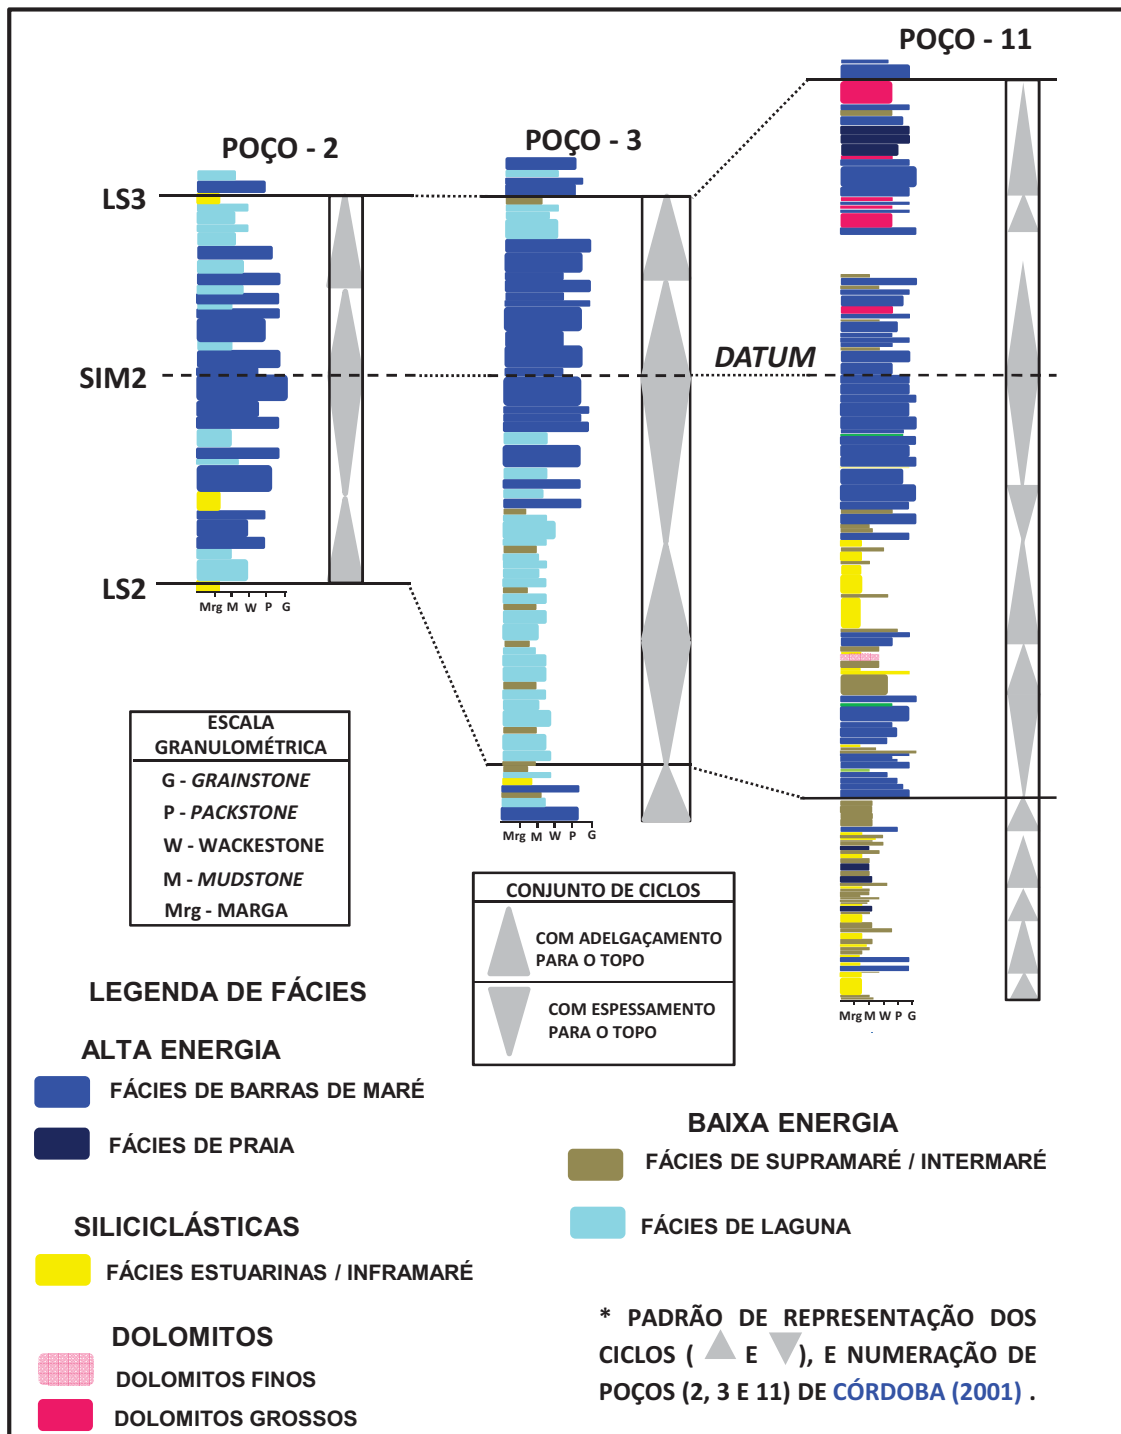 POÇO - 11
POÇO - 2
POÇO - 3
LS3
DATUM
SIM2
LS2
Mrg M W P G
Mrg M W P G
Mrg M W P G
ESCALA
GRANULOMÉTRICA
G - GRAINSTONE
P - PACKSTONE
W - WACKESTONE
M - MUDSTONE
Mrg - MARGA
CONJUNTO DE CICLOS
COM ADELGAÇAMENTO
PARA O TOPO
COM ESPESSAMENTO
PARA O TOPO
LEGENDA DE FÁCIES
ALTA ENERGIA
FÁCIES DE BARRAS DE MARÉ
FÁCIES DE PRAIA
SILICICLÁSTICAS
FÁCIES ESTUARINAS / INFRAMARÉ
DOLOMITOS
DOLOMITOS FINOS
DOLOMITOS GROSSOS
BAIXA ENERGIA
FÁCIES DE SUPRAMARÉ / INTERMARÉ
FÁCIES DE LAGUNA
* PADRÃO DE REPRESENTAÇÃO DOS
CICLOS ( E ), E NUMERAÇÃO DE
POÇOS (2, 3 E 11) DE CÓRDOBA (2001) .